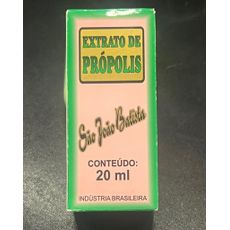 EXTRATO DE
PRÓPOLIS
São João Batista
CONTEÚDO:
20 ml
INDÚSTRIA BRASILEIRA